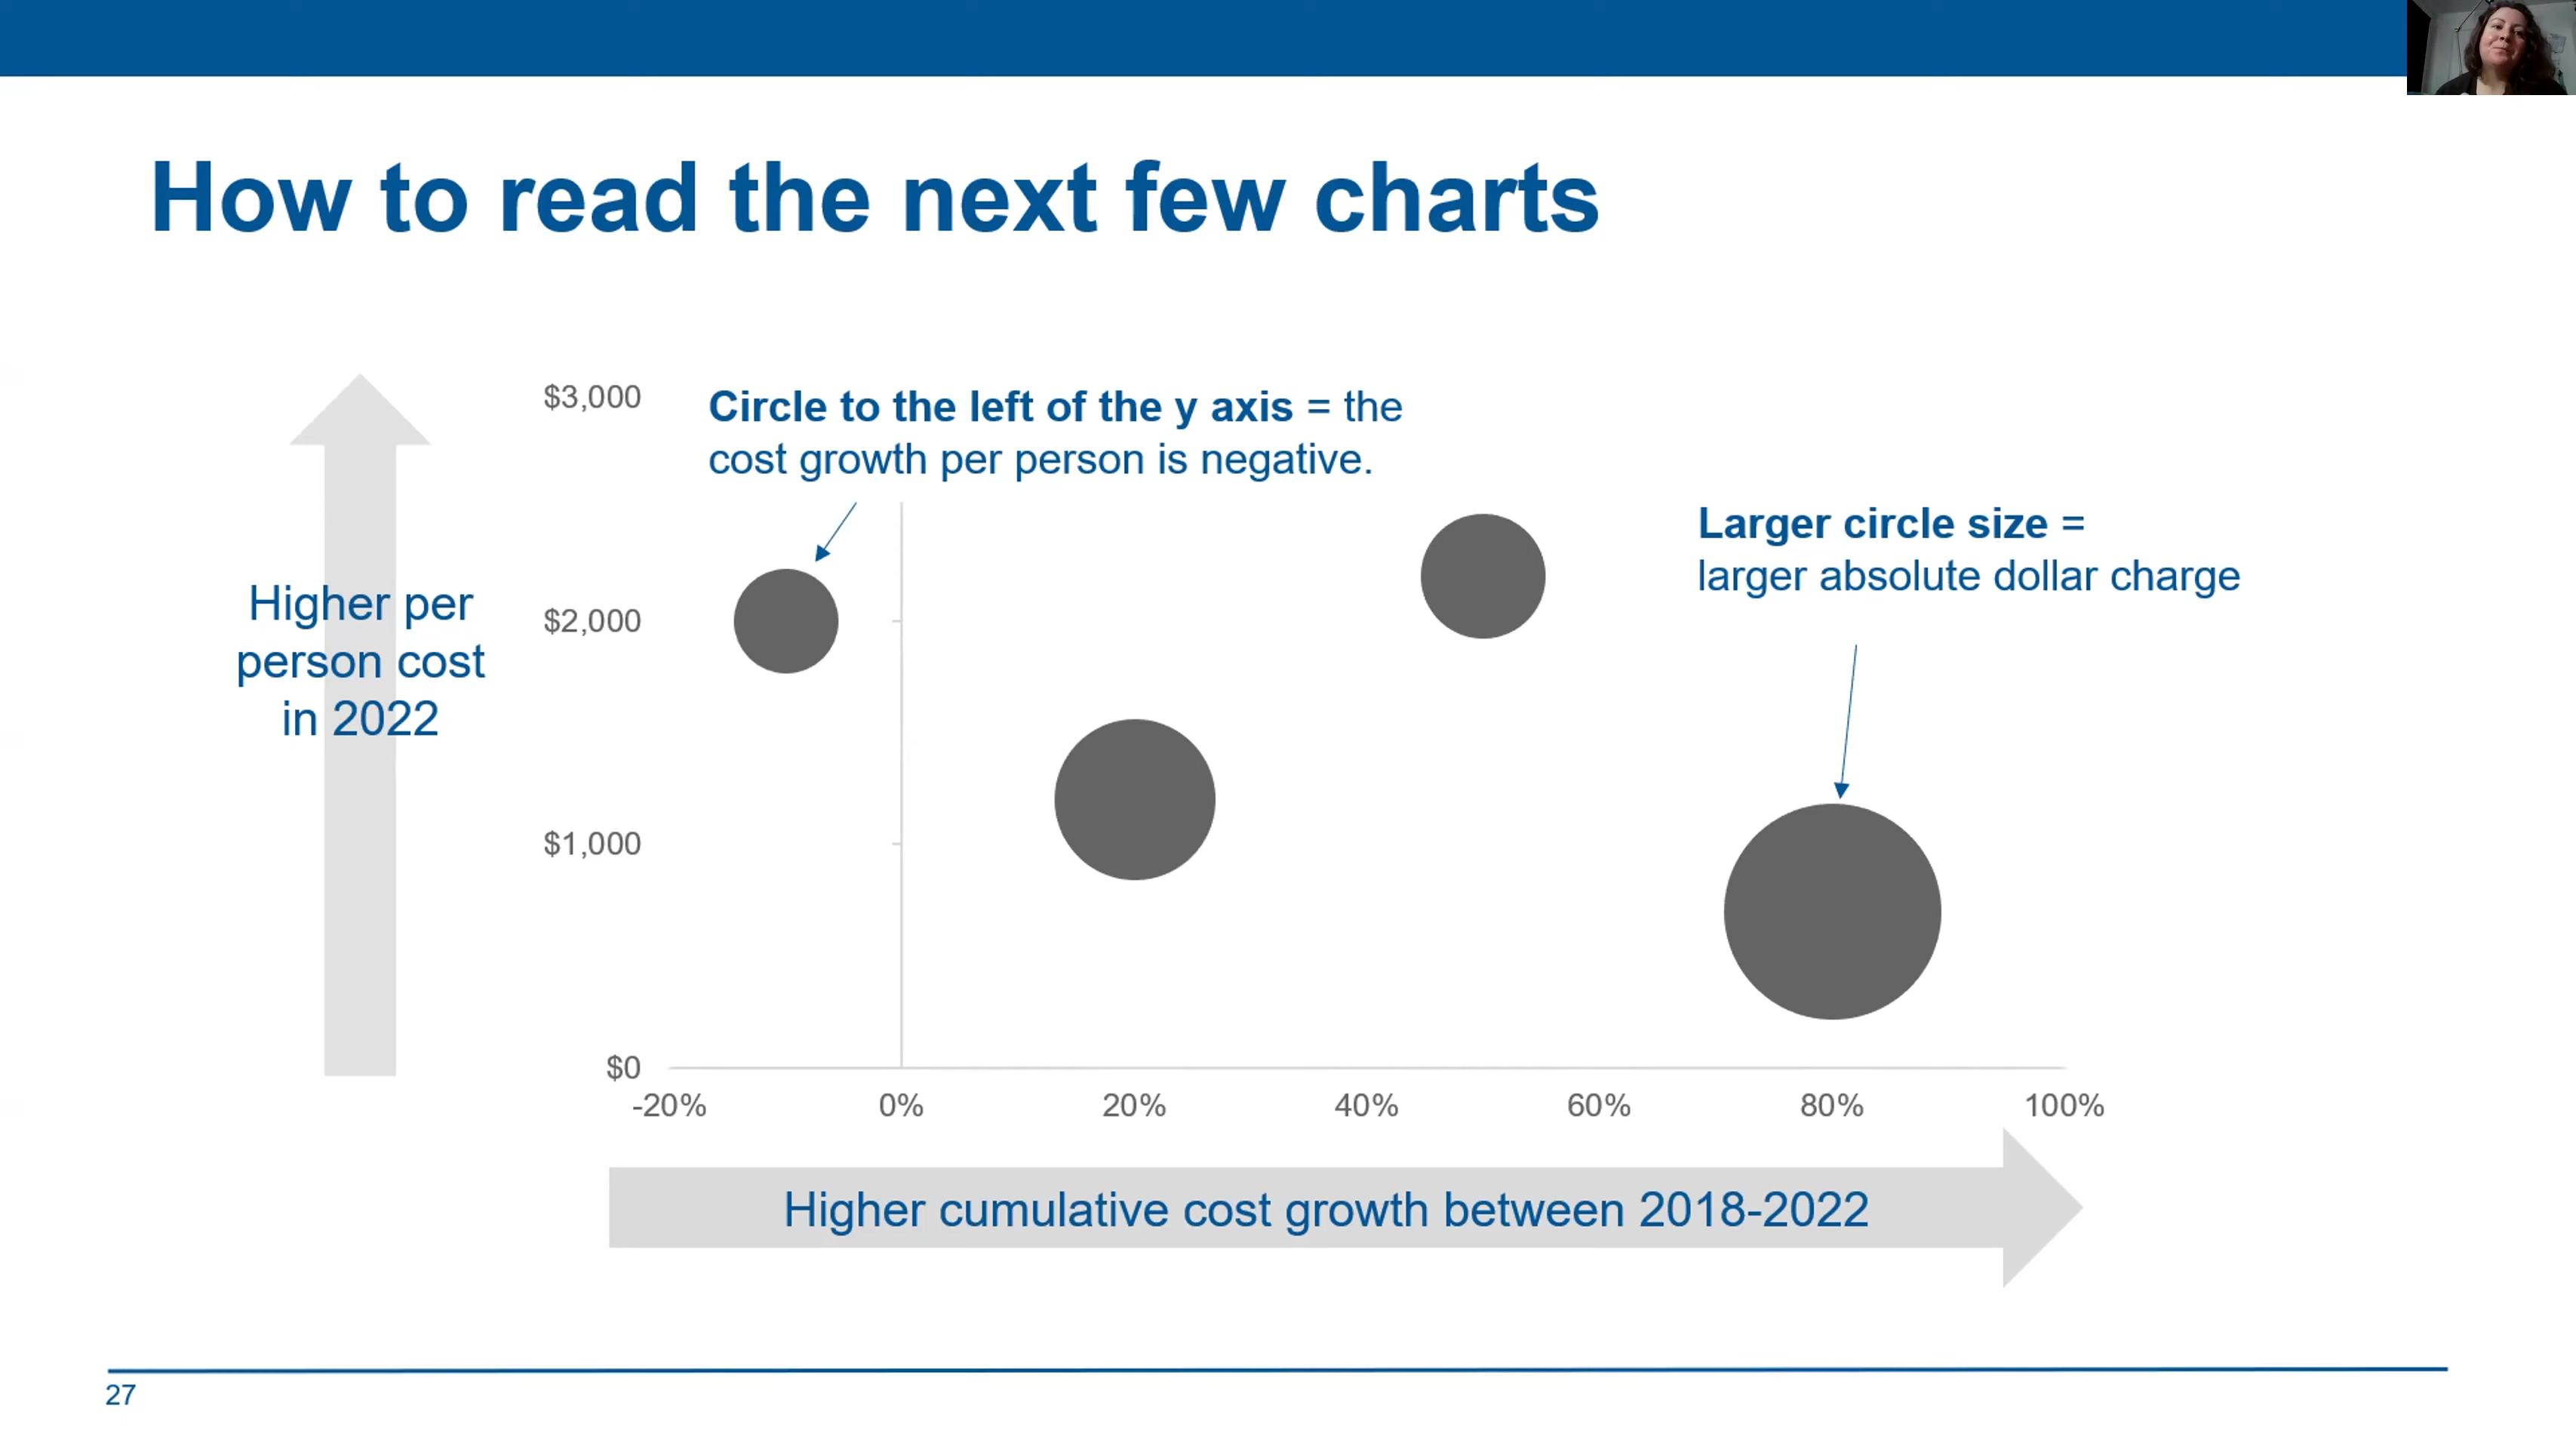 How to read the next few charts
$3,000
Circle to the left of the y axis = the
cost growth per person is negative.
Larger circle size =
larger absolute dollar charge
Higher per
person cost
in 2022
$2,000
$1,000
$0
-20% 0% 20% 40% 60% 80% 100%
Higher cumulative cost growth between 2018-2022
27